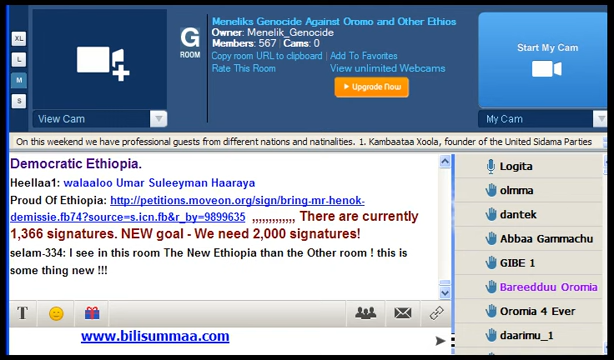 XL
L
M
S
View Cam
G
ROOM
Meneliks Genocide Against Oromo and Other Ethios
Owner: Menelik_Genocide
Members: 567 | Cams: 0
Copy room URL to clipboard | Add To Favorites
Rate This Room View unlimited Webcams
Upgrade Now
Start My Cam
My Cam
On this weekend we have professional guests from different nations and natinalities. 1. Kambaataa Xoola, founder of the United Sidama Parties
Democratic Ethiopia.
Heellaa1: walaaloo Umar Suleeyman Haaraya
Proud Of Ethiopia: http://petitions.moveon.org/sign/bring-mr-henok-
demissie.fb74?source=s.icn.fb&r_by=9899635 ,,,,,,,,,,,,, There are currently
1,366 signatures. NEW goal - We need 2,000 signatures!
selam-334: I see in this room The New Ethiopia than the Other room ! this is
some thing new !!!
T
www.bilisummaa.com
Logita
olmma
dantek
Abbaa Gammachu
GIBE 1
Bareedduu Oromia
Oromia 4 Ever
daarimu_1